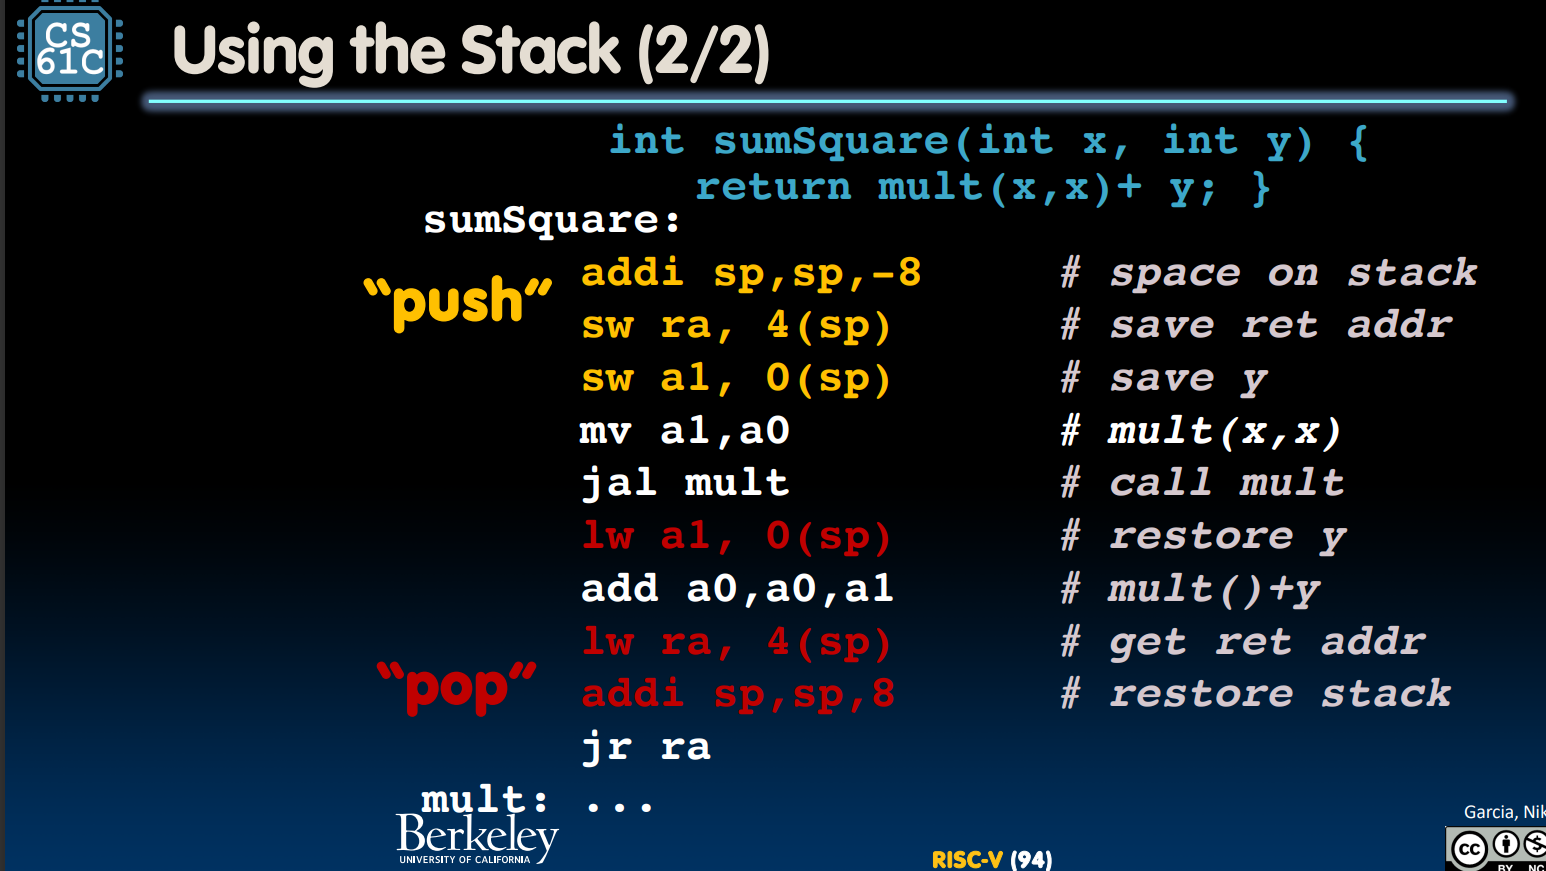 CS
61C
Using the Stack (2/2)
int sumSquare(int x, int y) {
return mult(x,x)+ y; }
sumSquare:
"push"
addi sp,sp,-8 # space on stack
sw ra, 4(sp) # save ret addr
sw a1, 0(sp) # save y
mv a1,a0 # mult(x,x)
jal mult # call mult
lw a1, 0(sp) # restore y
add a0,a0,a1 # mult()+y
lw ra, 4(sp) # get ret addr
"pop"
addi sp,sp,8 # restore stack
jr ra
mult: ...
Berkeley
UNIVERSITY OF CALIFORNIA
RISC-V (94)
Garcia, Nik
cc
BY NC